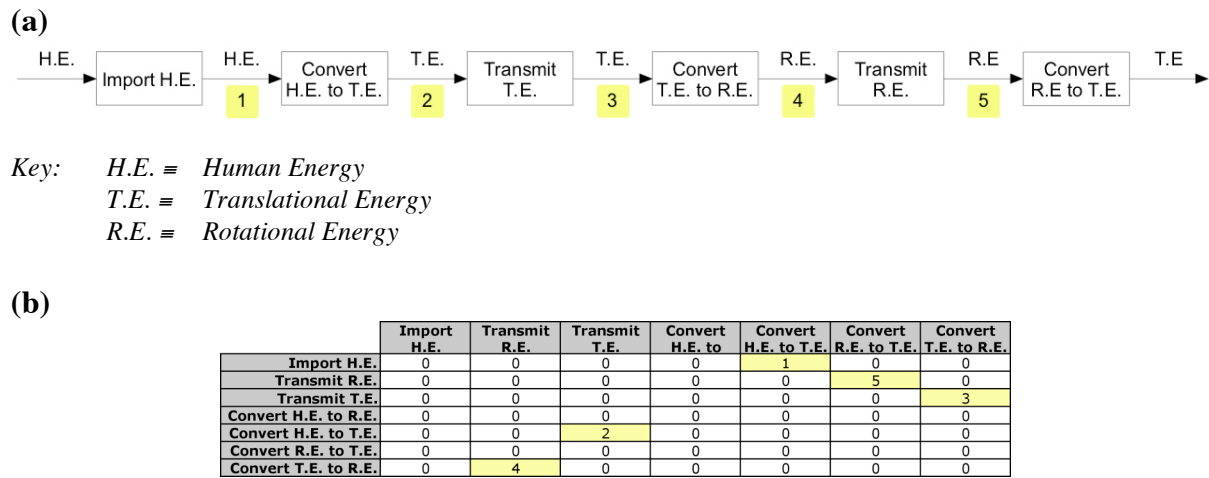 (a)
H.E. H.E. T.E. T.E. R.E. R.E T.E
Import H.E. Convert Transmit Convert Transmit Convert
H.E. to T.E. T.E. T.E. to R.E. R.E. R.E to T.E.
1 2 3 4 5
Key: H.E. ≡ Human Energy
T.E. ≡ Translational Energy
R.E. ≡ Rotational Energy
(b)
Import Transmit Transmit Convert Convert Convert Convert
H.E. R.E. T.E. H.E. to H.E. to T.E. R.E. to T.E. T.E. to R.E.
Import H.E. 0 0 0 0 1 0 0
Transmit R.E. 0 0 0 0 0 5 0
Transmit T.E. 0 0 0 0 0 0 3
Convert H.E. to R.E. 0 0 0 0 0 0 0
Convert H.E. to T.E. 0 0 2 0 0 0 0
Convert R.E. to T.E. 0 0 0 0 0 0 0
Convert T.E. to R.E. 0 4 0 0 0 0 0